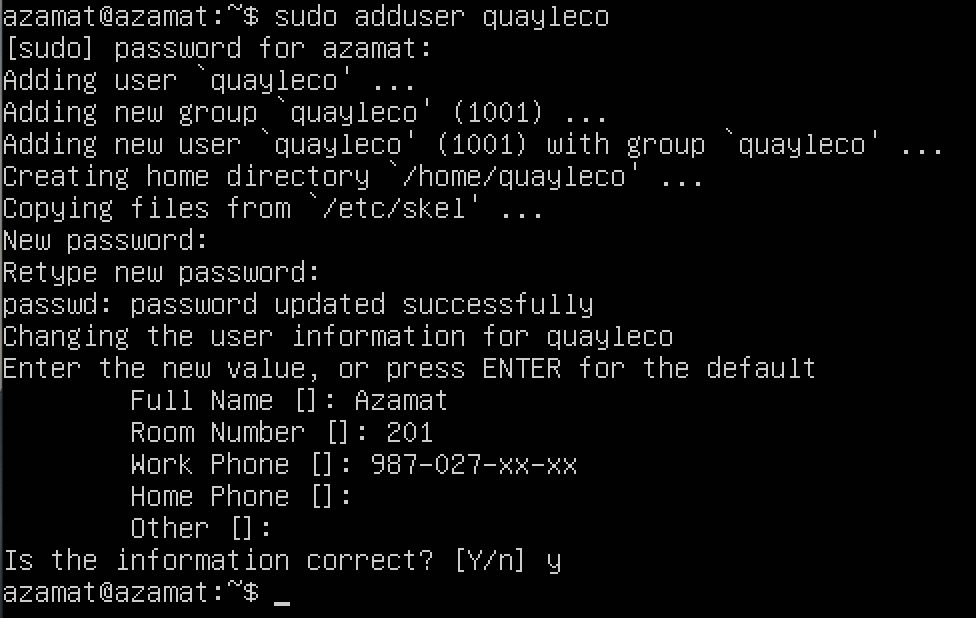 azamat@azamat:~$ sudo adduser quayleco
[sudo] password for azamat:
Adding user `quayleco' ...
Adding new group `quayleco' (1001) ...
Adding new user `quayleco' (1001) with group `quayleco' ...
Creating home directory `/home/quayleco' ...
Copying files from `/etc/skel' ...
New password:
Retype new password:
passwd: password updated successfully
Changing the user information for quayleco
Enter the new value, or press ENTER for the default
Full Name []: Azamat
Room Number []: 201
Work Phone []: 987-027-xx-xx
Home Phone []:
Other []:
Is the information correct? [Y/n] y
azamat@azamat:~$ _